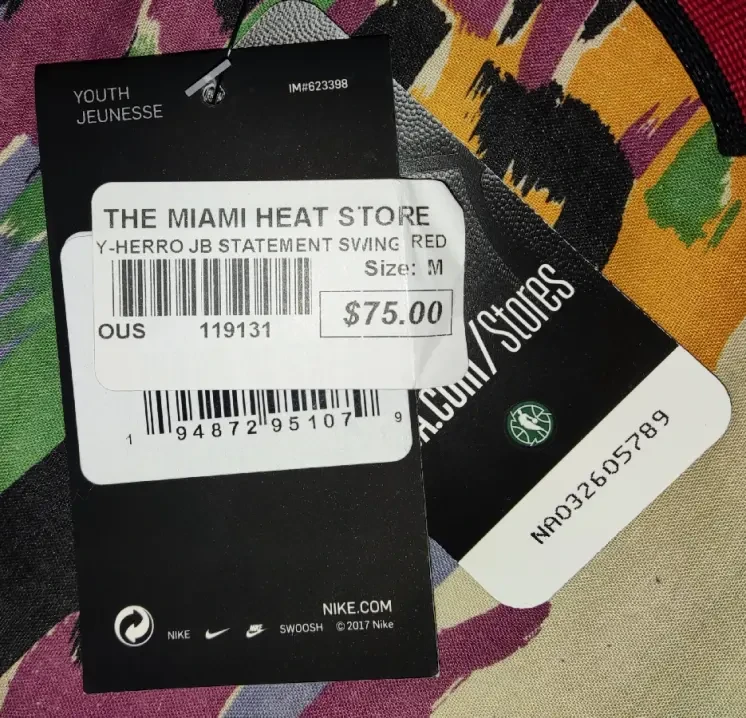 YOUTH
JEUNESSE
IM#623398
THE MIAMI HEAT STORE
Y-HERRO JB STATEMENT SWING RED
Size: M
$75.00
OUS 119131
1 94872 95107 9
NIKE.COM
NIKE SWOOSH © 2017 Nike
.com/Stores
NA032605789